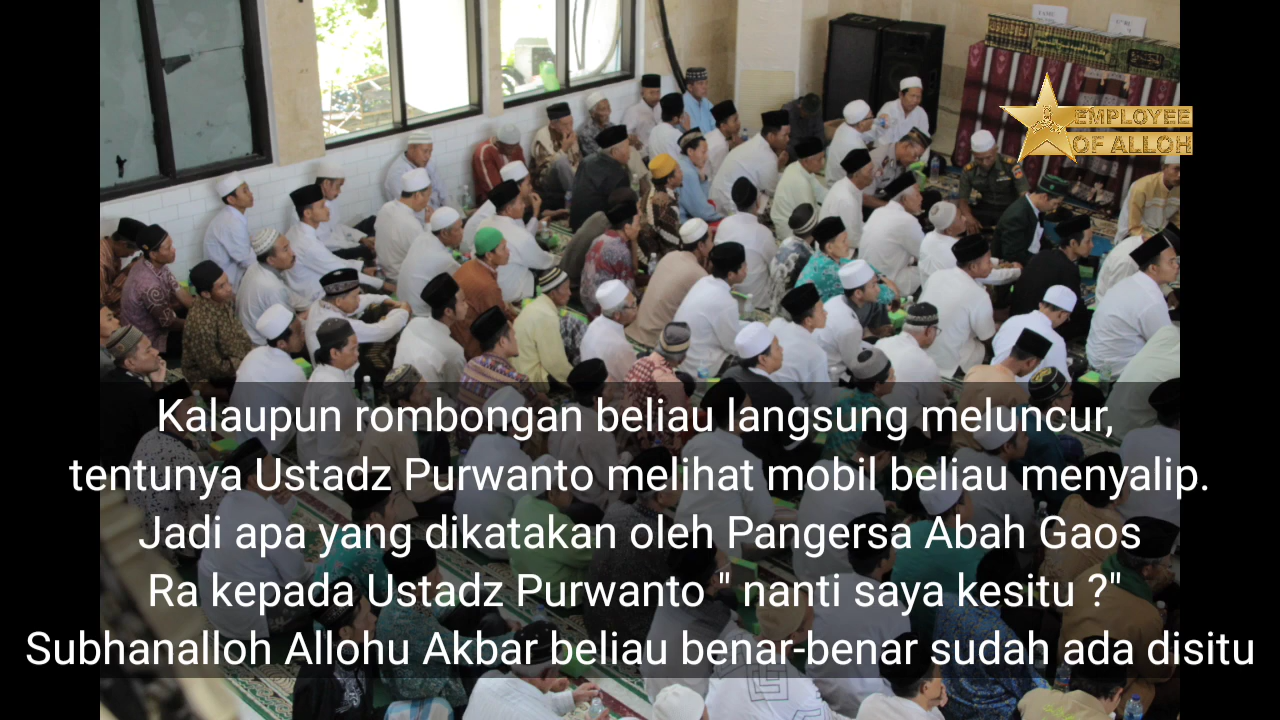 EMPLOYEE
OF ALLOH
Kalaupun rombongan beliau langsung meluncur,
tentunya Ustadz Purwanto melihat mobil beliau menyalip.
Jadi apa yang dikatakan oleh Pangersa Abah Gaos
Ra kepada Ustadz Purwanto " nanti saya kesitu ?"
Subhanalloh Allohu Akbar beliau benar-benar sudah ada disitu